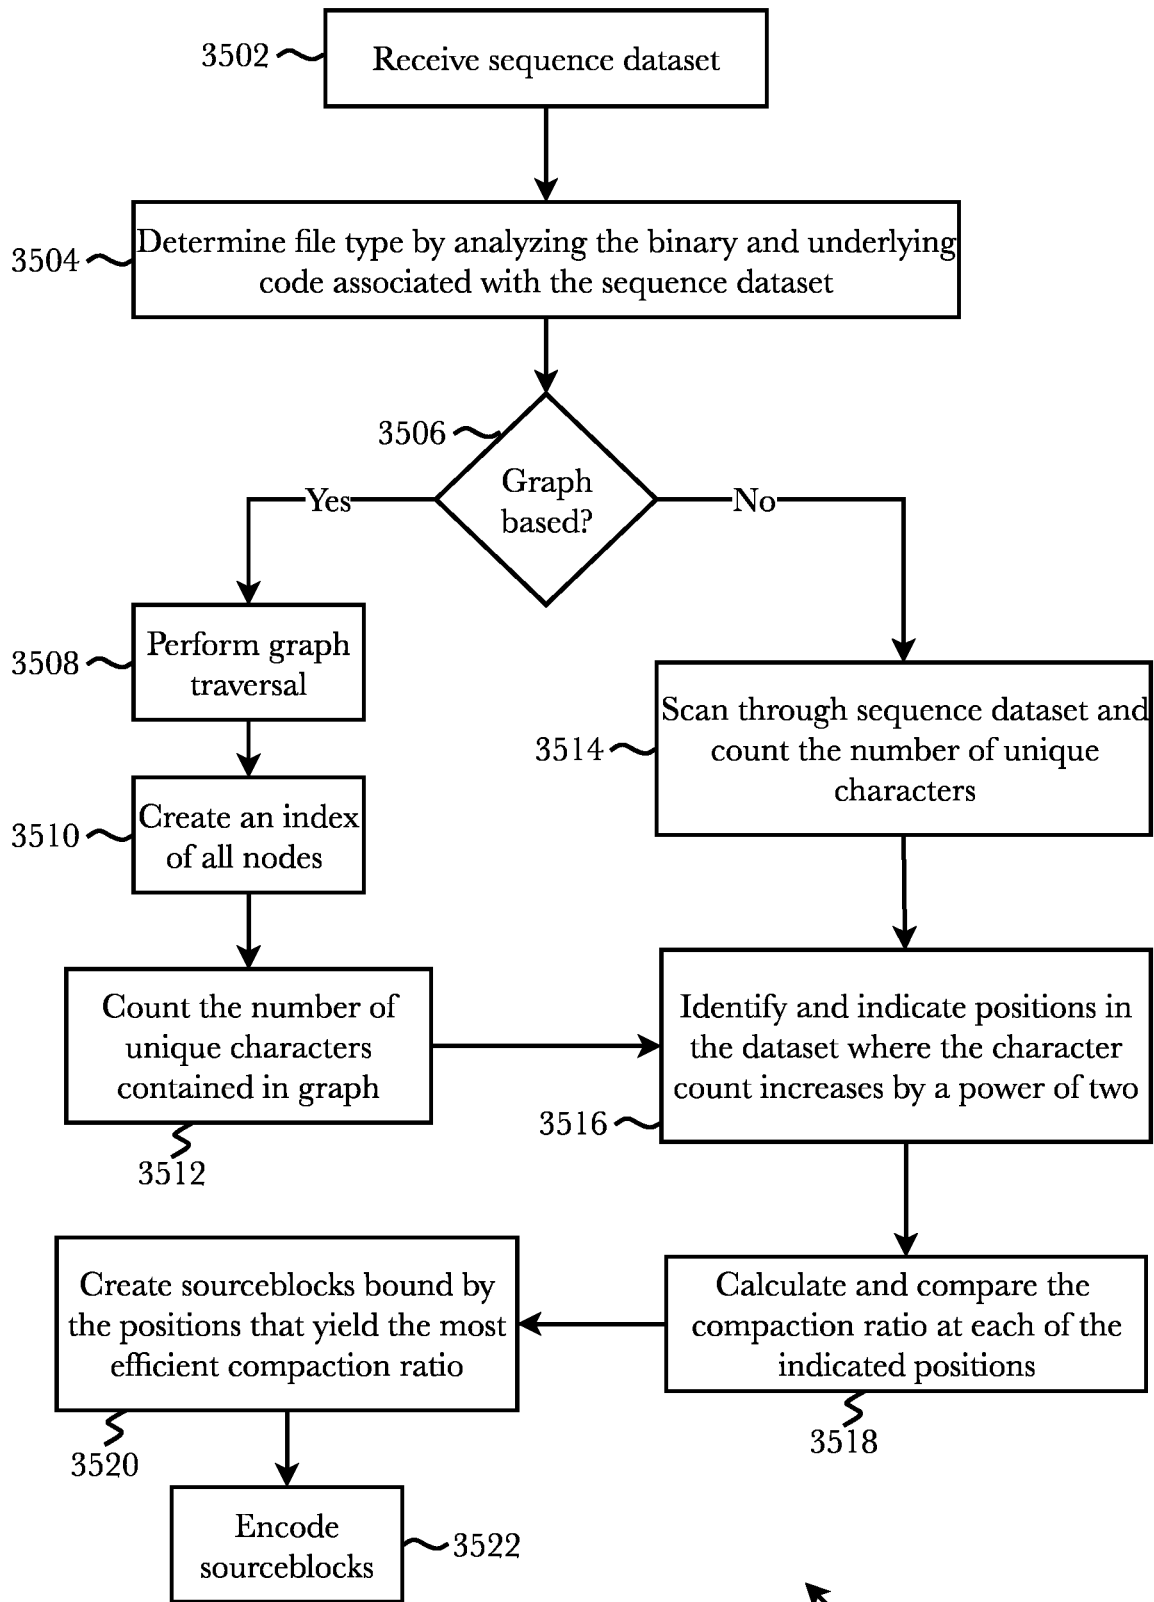 3502
Receive sequence dataset
3504
Determine file type by analyzing the binary and underlying
code associated with the sequence dataset
3506
Graph
based?
Yes
No
3508
Perform graph
traversal
3510
Create an index
of all nodes
Count the number of
unique characters
contained in graph
3512
3514
Scan through sequence dataset and
count the number of unique
characters
Identify and indicate positions in
the dataset where the character
count increases by a power of two
3516
Calculate and compare the
compaction ratio at each of the
indicated positions
3518
Create sourceblocks bound by
the positions that yield the most
efficient compaction ratio
3520
Encode
sourceblocks
3522